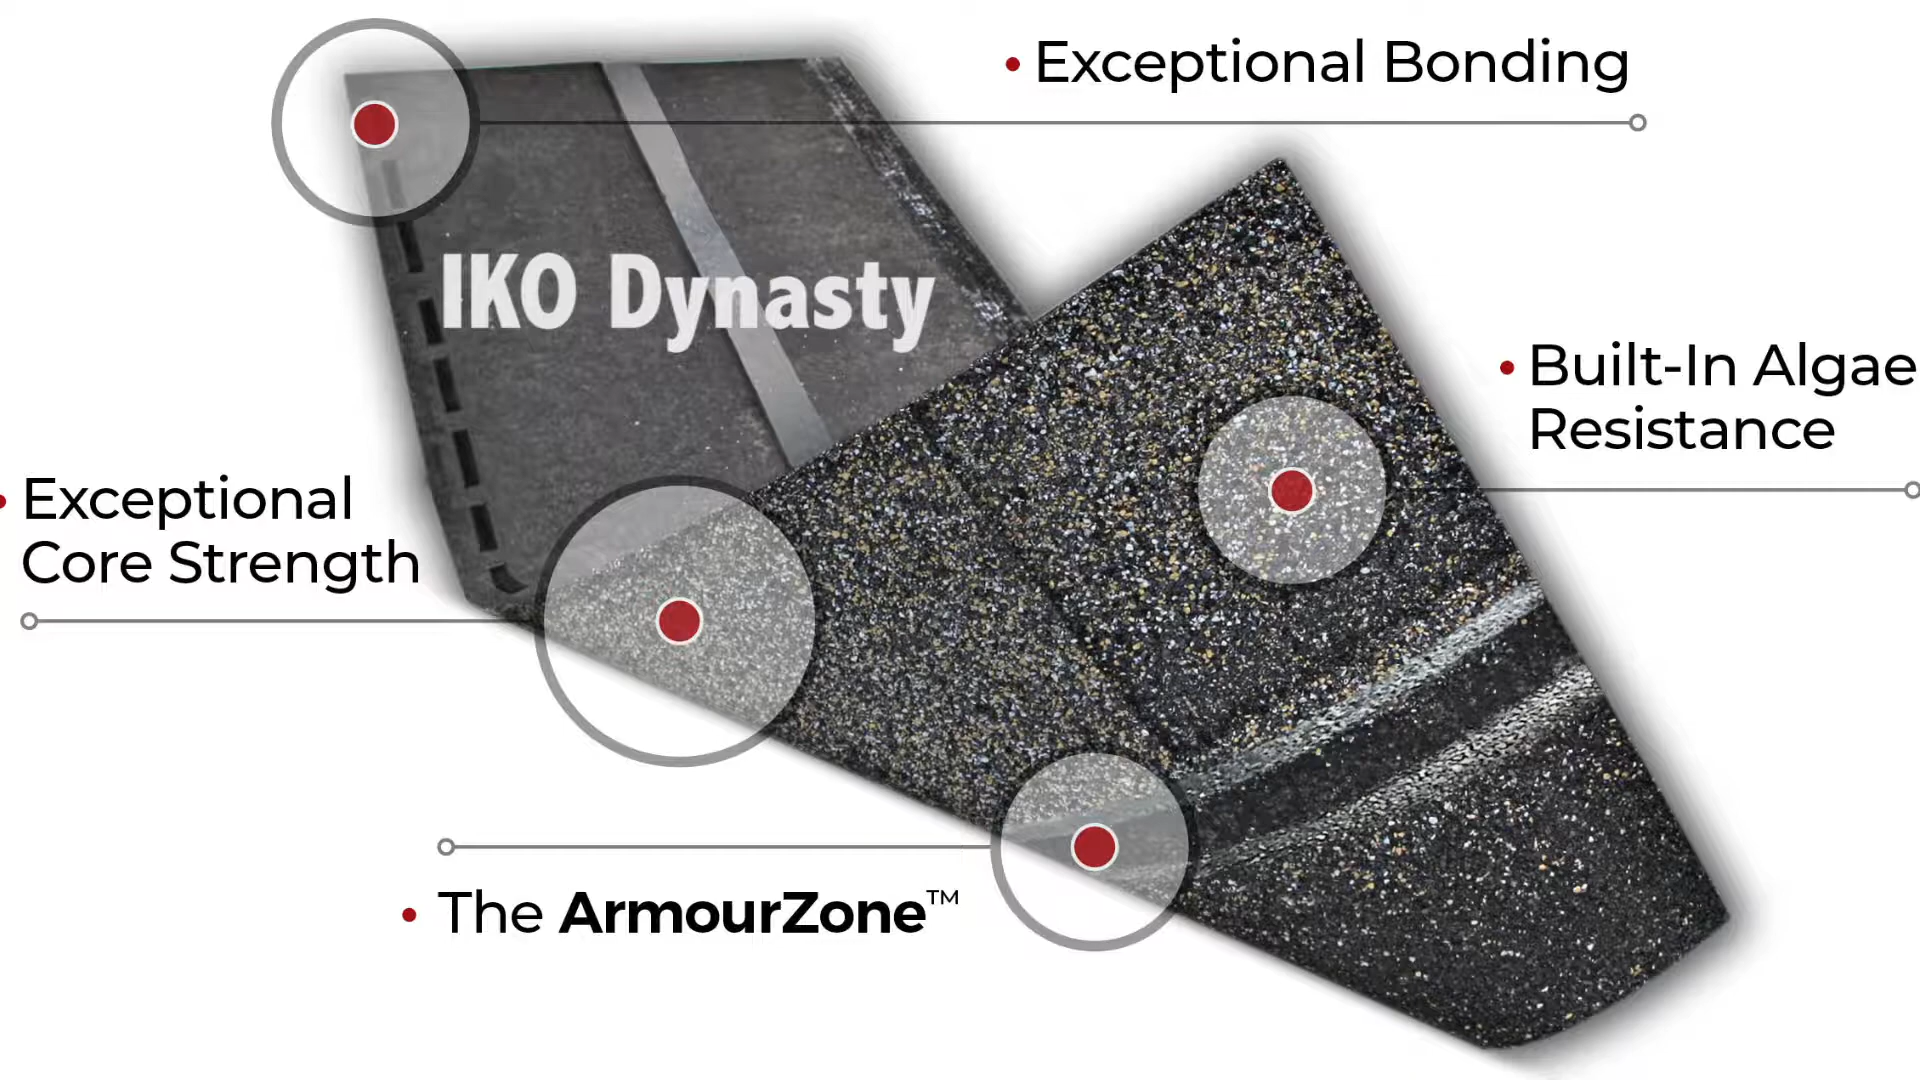 • Exceptional Bonding
IKO Dynasty
• Built-In Algae
Resistance
• Exceptional
Core Strength
• The ArmourZone™